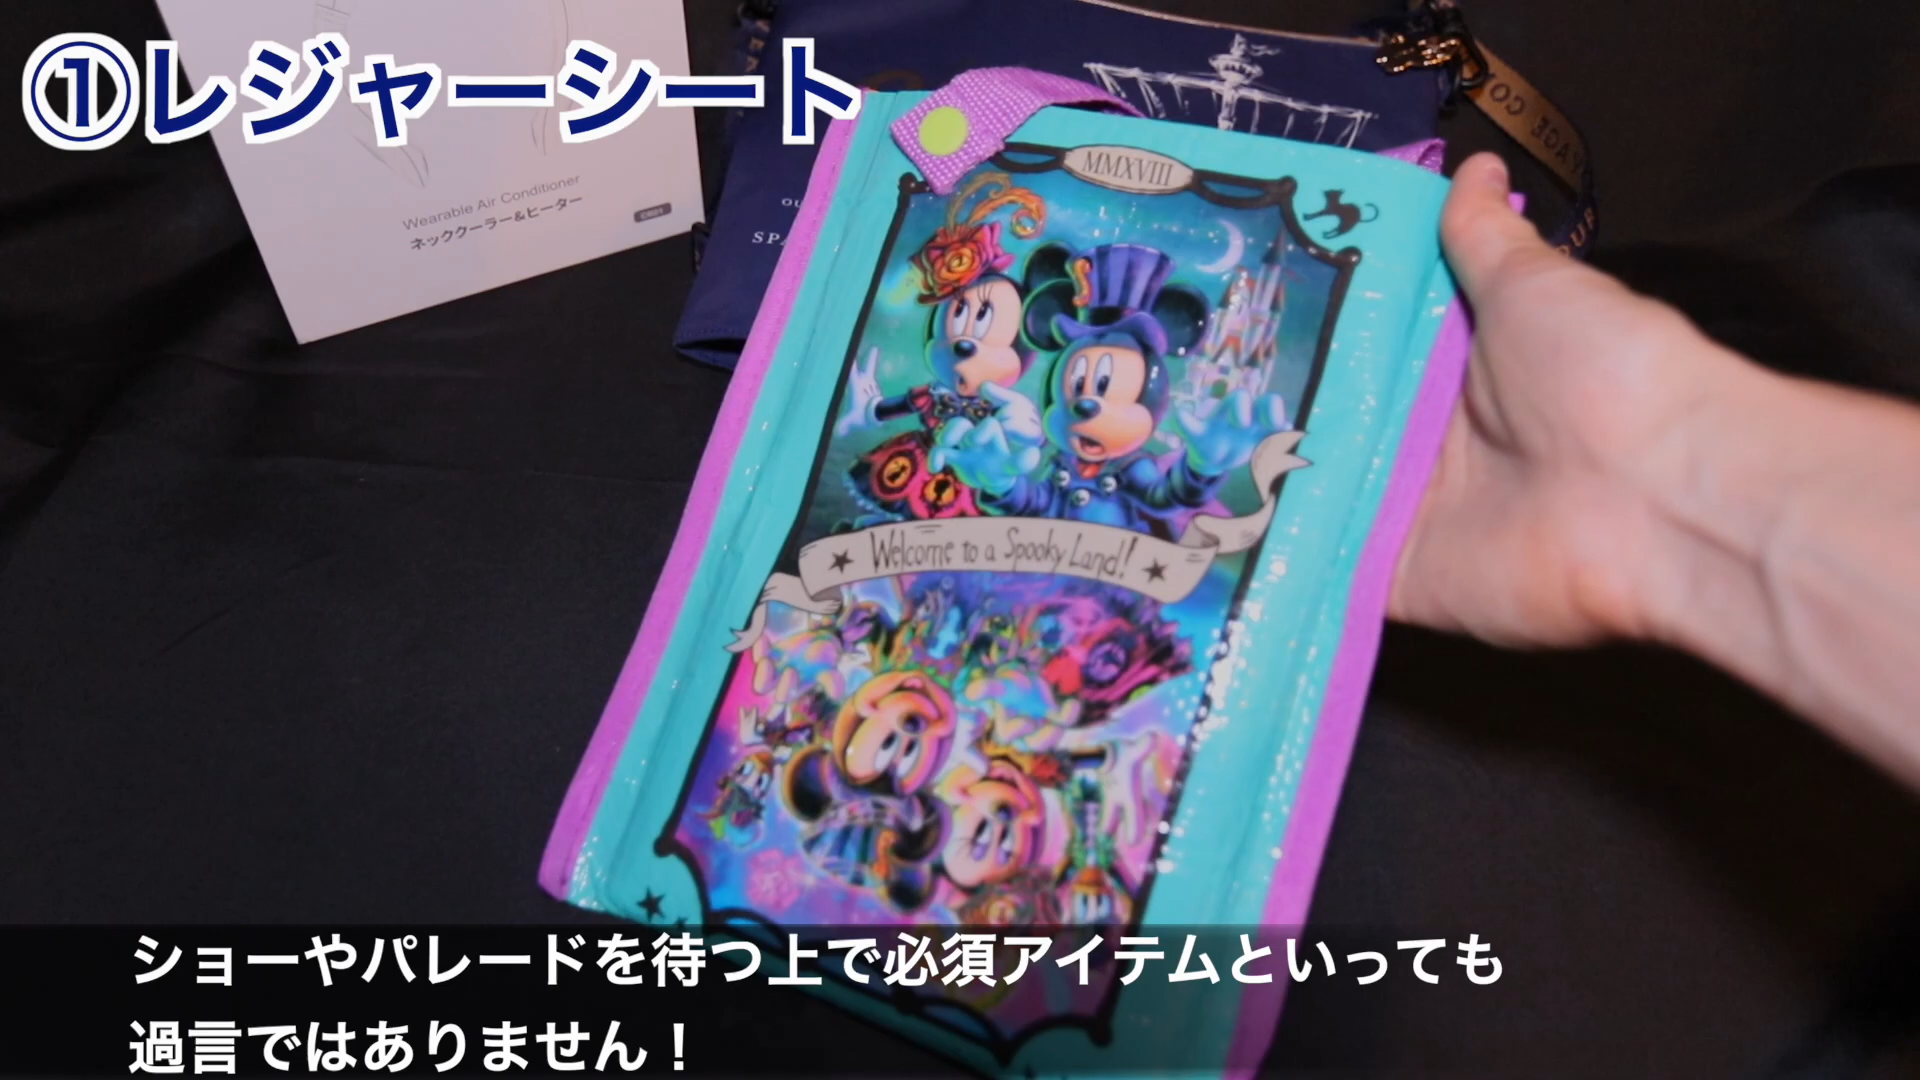 ①レジャーシート
Wearable Air Conditioner
ネッククーラー&ヒーター
MMXVIII
Welcome to a Spooky Land!
ショーやパレードを待つ上で必須アイテムといっても
過言ではありません！